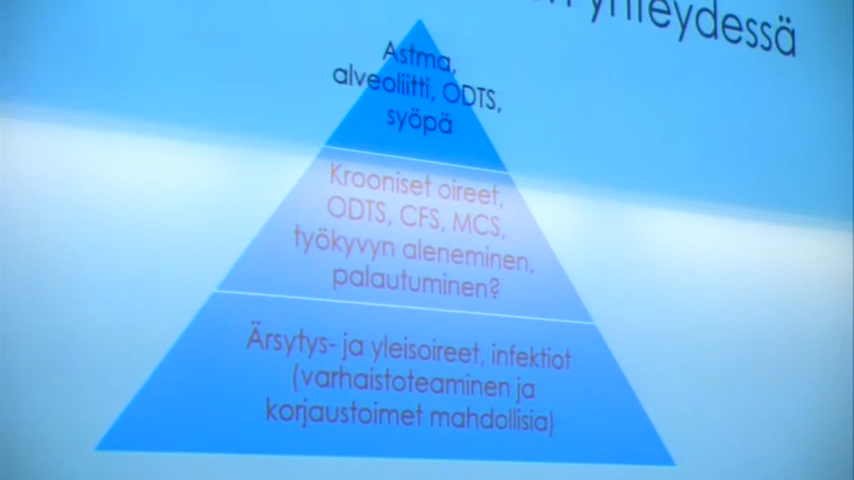 yhteydessä
Astma,
alveoliitti, ODTS,
syöpä
Krooniset oireet,
ODTS, CFS, MCS,
työkyvyn aleneminen,
palautuminen?
Ärsytys- ja yleisoireet, infektiot
(varhaistoteaminen ja
korjaustoimet mahdollisia)